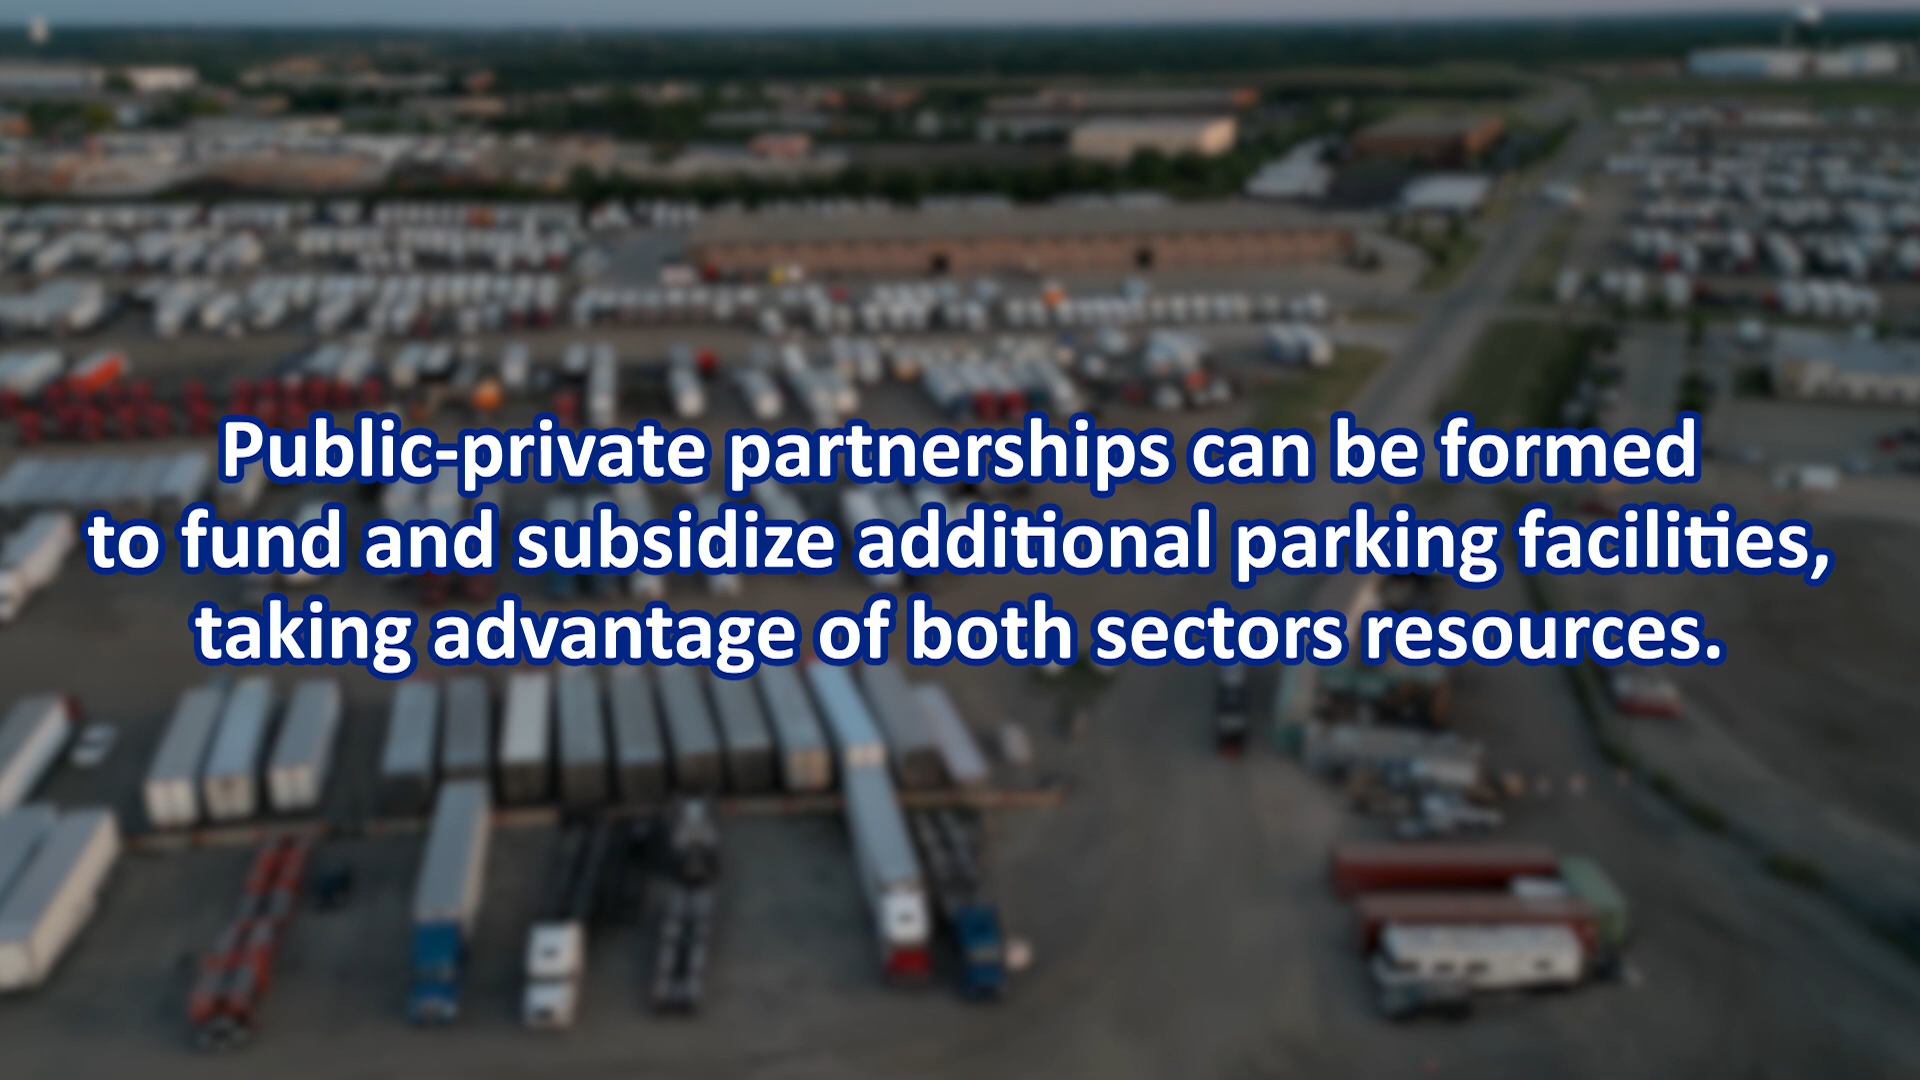 Public-private partnerships can be formed
to fund and subsidize additional parking facilities,
taking advantage of both sectors resources.